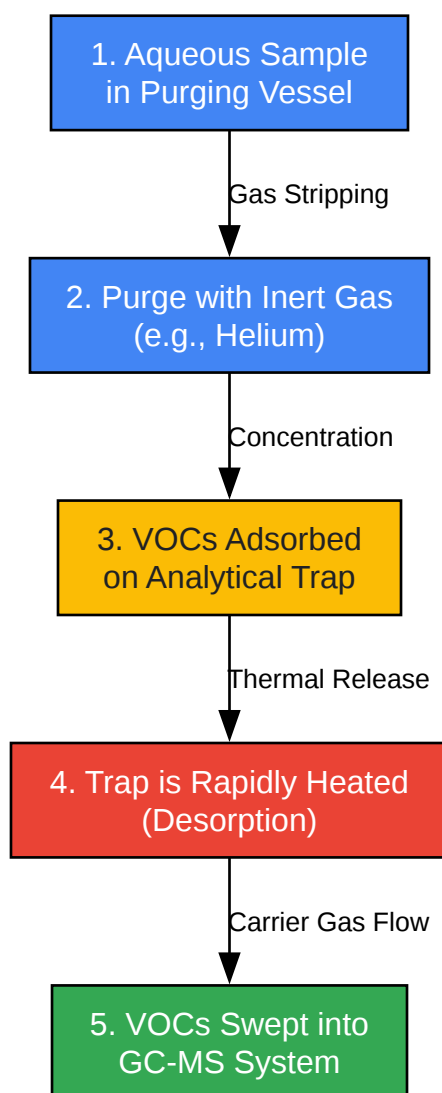 1. Aqueous Sample
in Purging Vessel
Gas Stripping
2. Purge with Inert Gas
(e.g., Helium)
Concentration
3. VOCs Adsorbed
on Analytical Trap
Thermal Release
4. Trap is Rapidly Heated
(Desorption)
Carrier Gas Flow
5. VOCs Swept into
GC-MS System